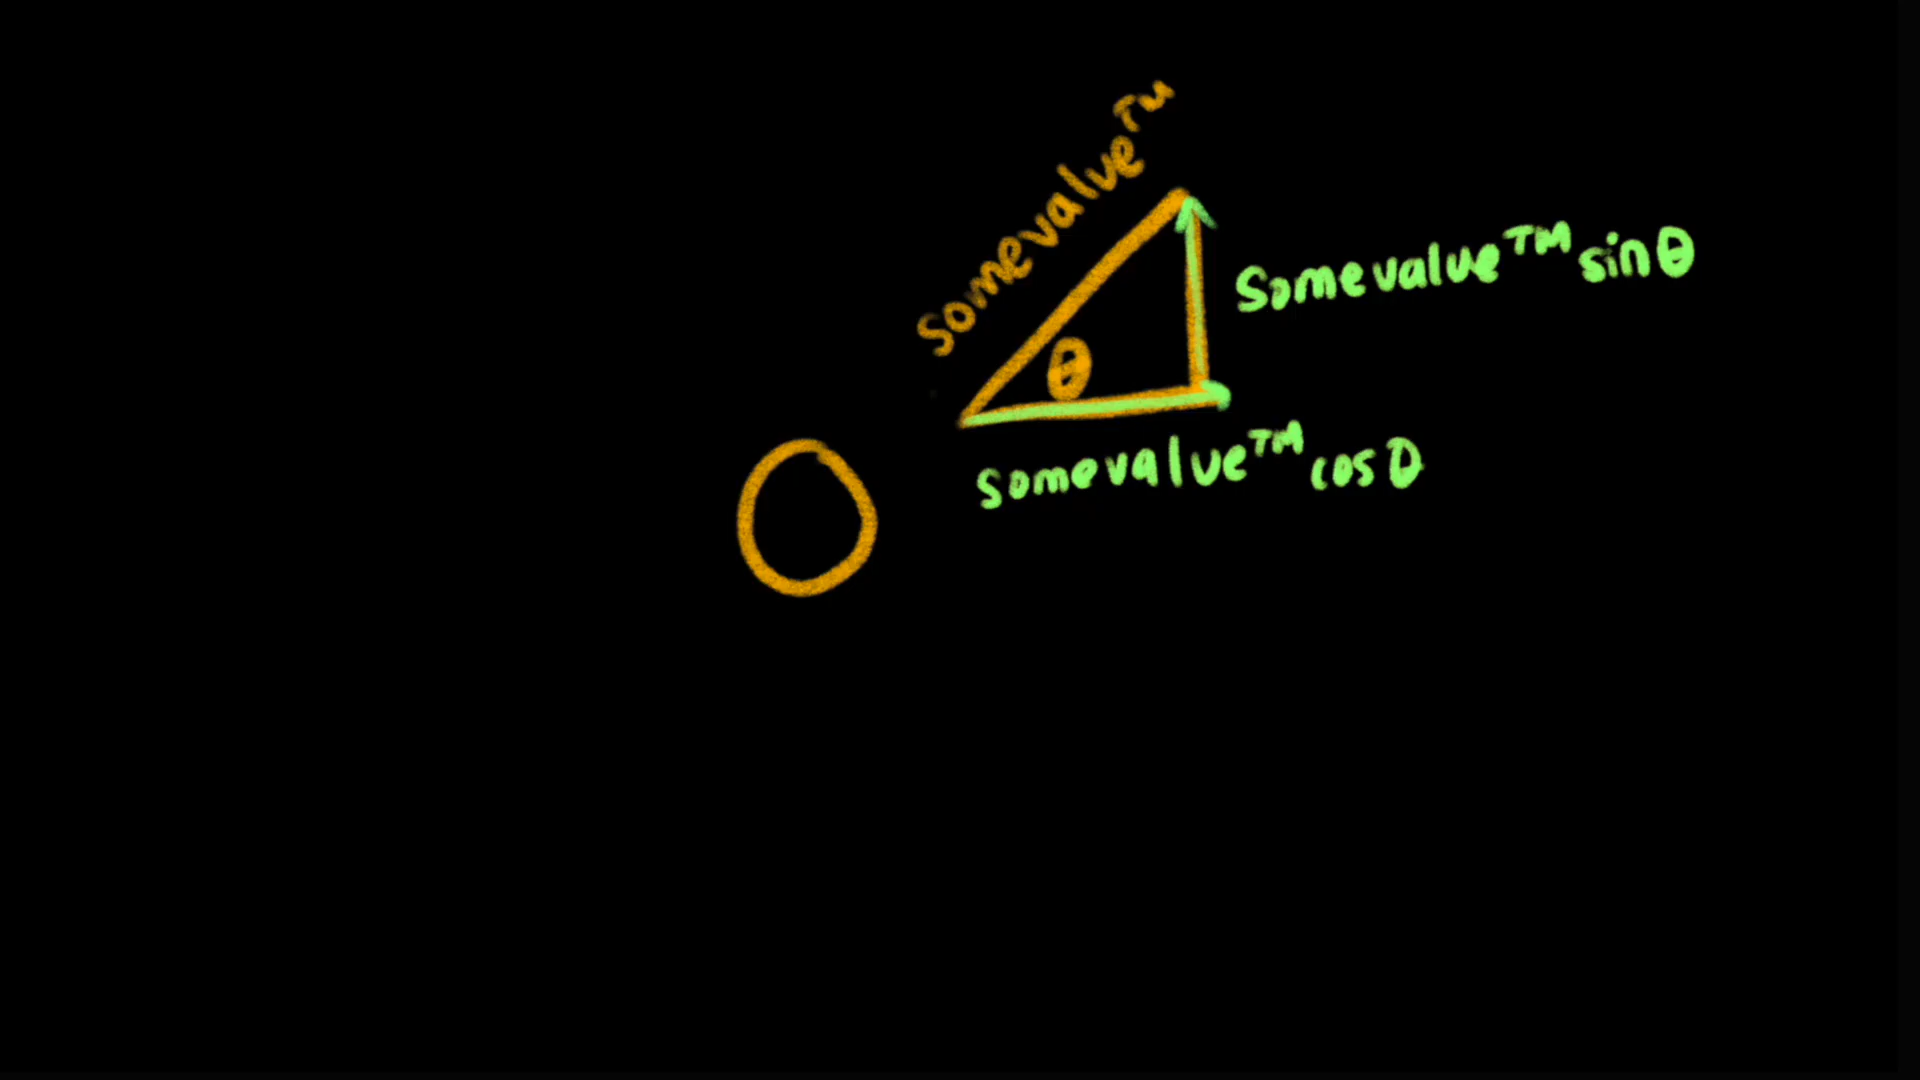 Somevalue™
Somevalue™ sinθ
θ
somevalue™ cosθ